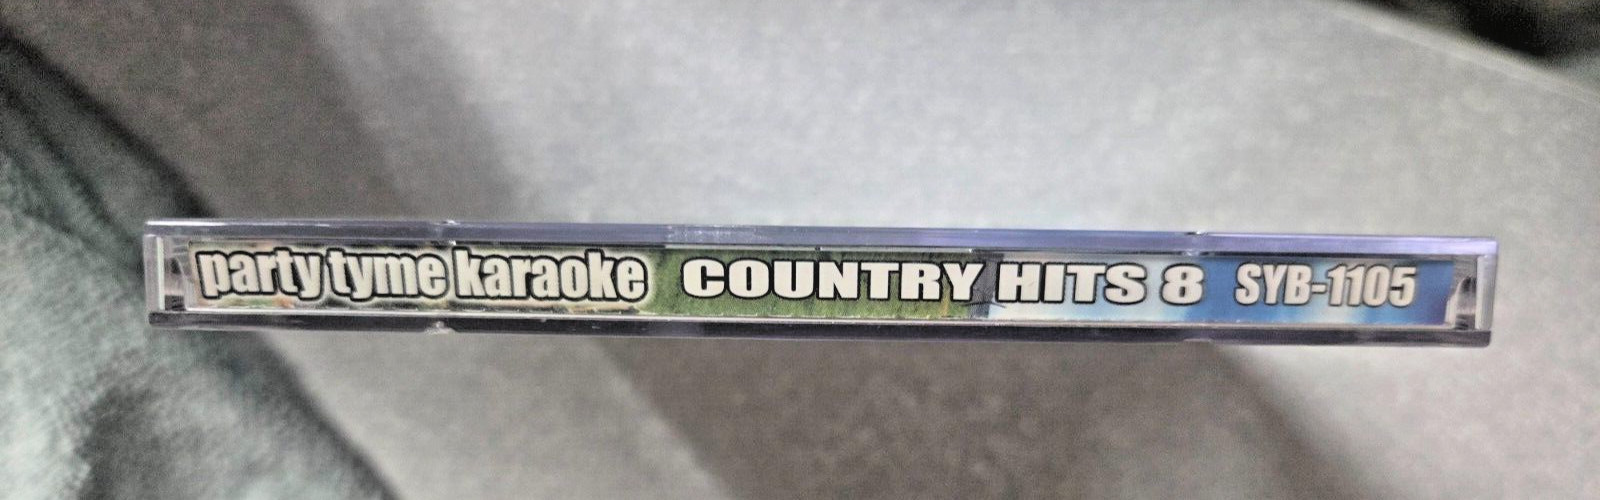 party tyme karaoke COUNTRY HITS 8 SYB-1105